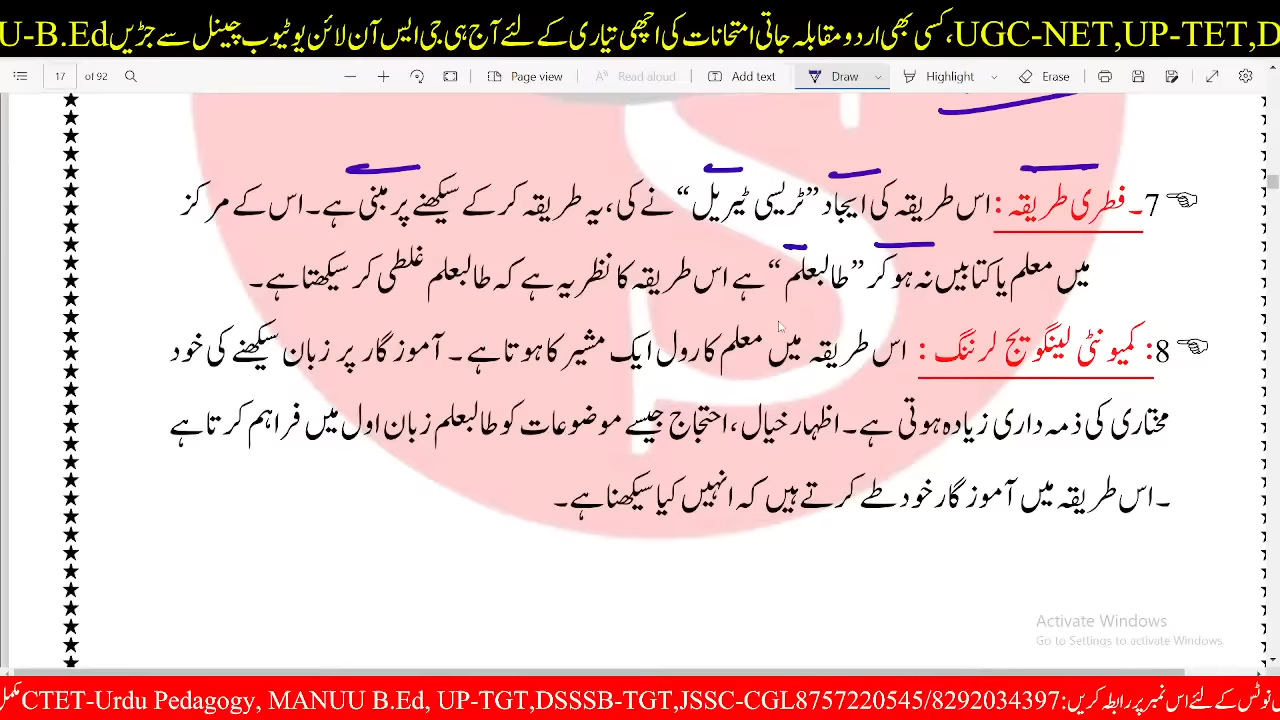 U-B.Ed کسی بھی اردو مقابلہ جاتی امتحانات کی اچھی تیاری کے لئے آج ہی جی ایس آن لائن یوٹیوب چینل سے جڑیں ،UGC-NET,UP-TET,D
17 of 92 Page view Read aloud Add text Draw Highlight Erase
7۔ فطری طریقہ : اس طریقہ کی ایجاد ”ٹریسی ٹیریل“ نے کی، یہ طریقہ کر کے سیکھنے پر مبنی ہے۔ اس کے مرکز
میں معلم یا کتابیں نہ ہو کر ”طالبعلم“ ہے اس طریقہ کا نظریہ ہے کہ طالبعلم غلطی کر سیکھتا ہے۔
8: کمیونٹی لینگویج لرننگ : اس طریقہ میں معلم کا رول ایک مشیر کا ہوتا ہے۔ آموزگار پر زبان سیکھنے کی خود
مختاری کی ذمہ داری زیادہ ہوتی ہے۔ اظہار خیال، احتجاج جیسے موضوعات کو طالبعلم زبان اول میں فراہم کرتا ہے
۔ اس طریقہ میں آموزگار خود طے کرتے ہیں کہ انہیں کیا سیکھنا ہے۔
Activate Windows
Go to Settings to activate Windows.
نوٹس کے لئے اس نمبر پر رابطہ کریں: CTET-Urdu Pedagogy, MANUU B.Ed, UP-TGT,DSSSB-TGT,JSSC-CGL8757220545/8292034397 مکمل